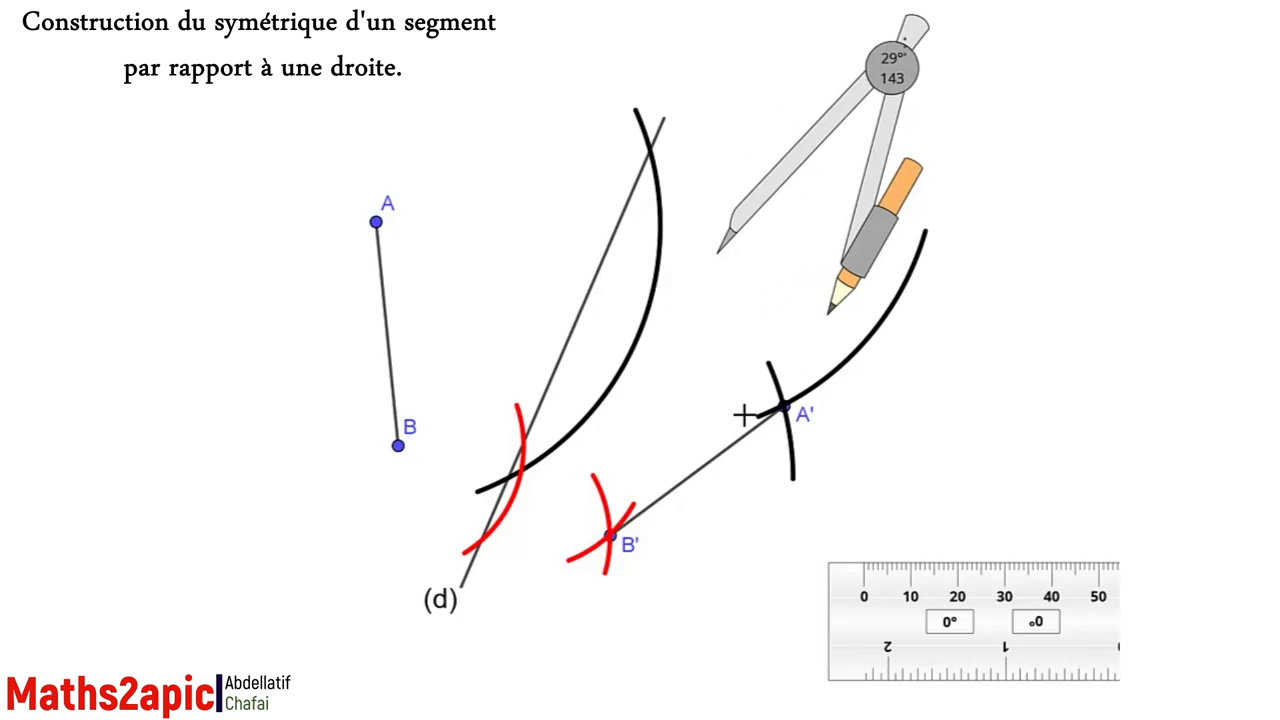 Construction du symétrique d'un segment
par rapport à une droite.
29°
143
A
B
A'
B'
(d)
0 10 20 30 40 50
0° 0°
2 1
Maths2apic
Abdellatif
Chafai